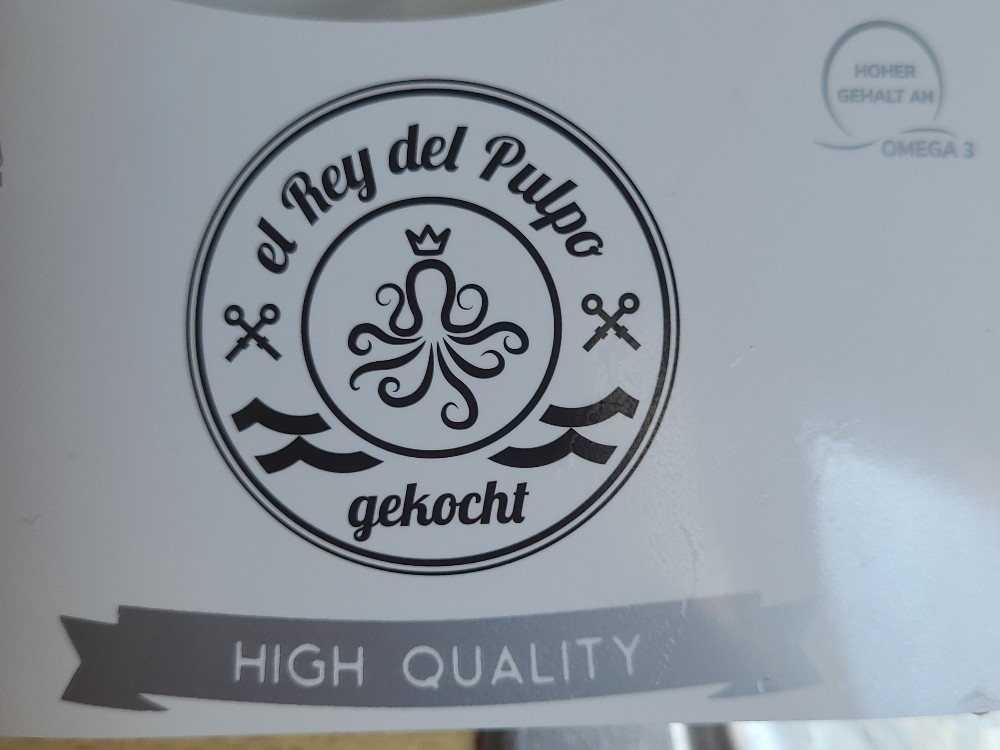 HOHER
GEHALT AN
OMEGA 3
el Rey del Pulpo
gekocht
HIGH QUALITY